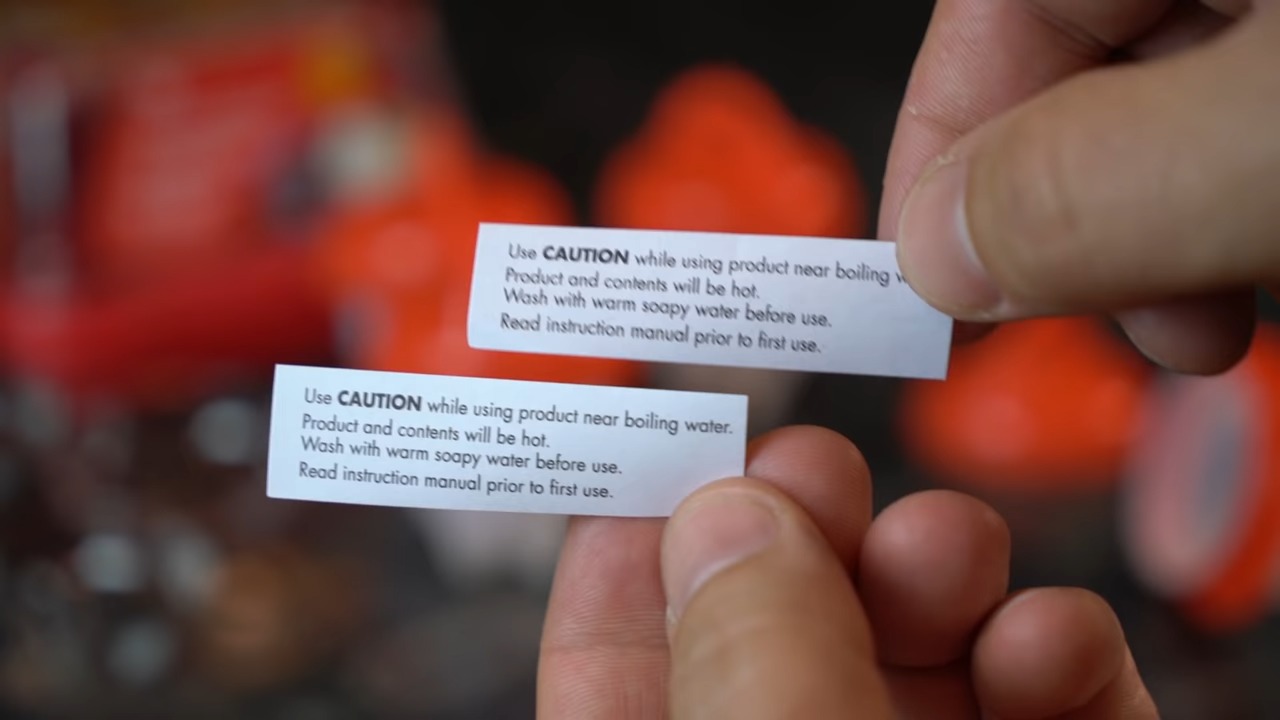 Use CAUTION while using product near boiling
Product and contents will be hot.
Wash with warm soapy water before use.
Read instruction manual prior to first use.
Use CAUTION while using product near boiling water.
Product and contents will be hot.
Wash with warm soapy water before use.
Read instruction manual prior to first use.